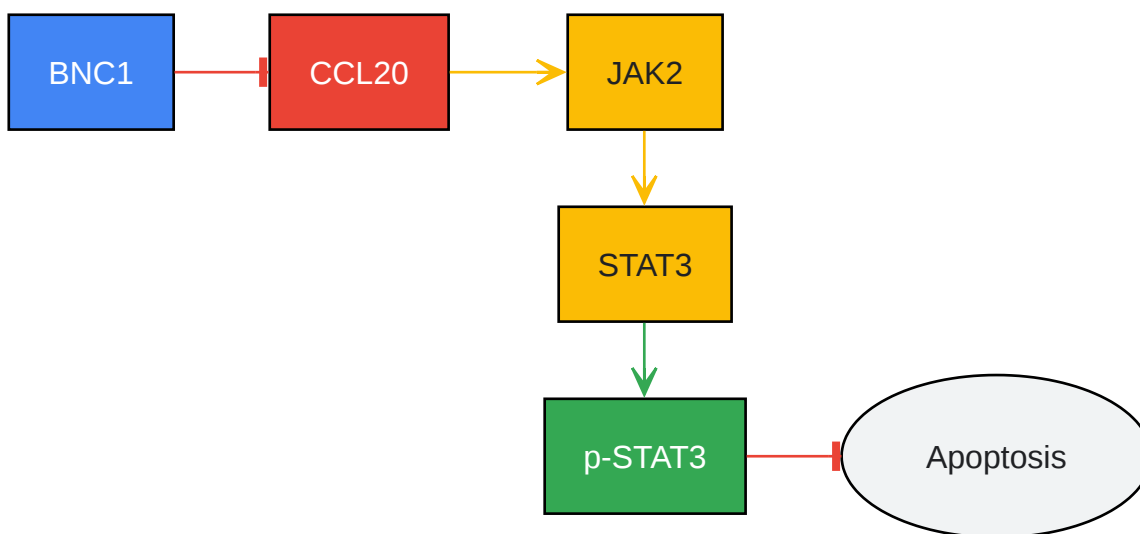 BNC1
CCL20
JAK2
STAT3
p-STAT3
Apoptosis